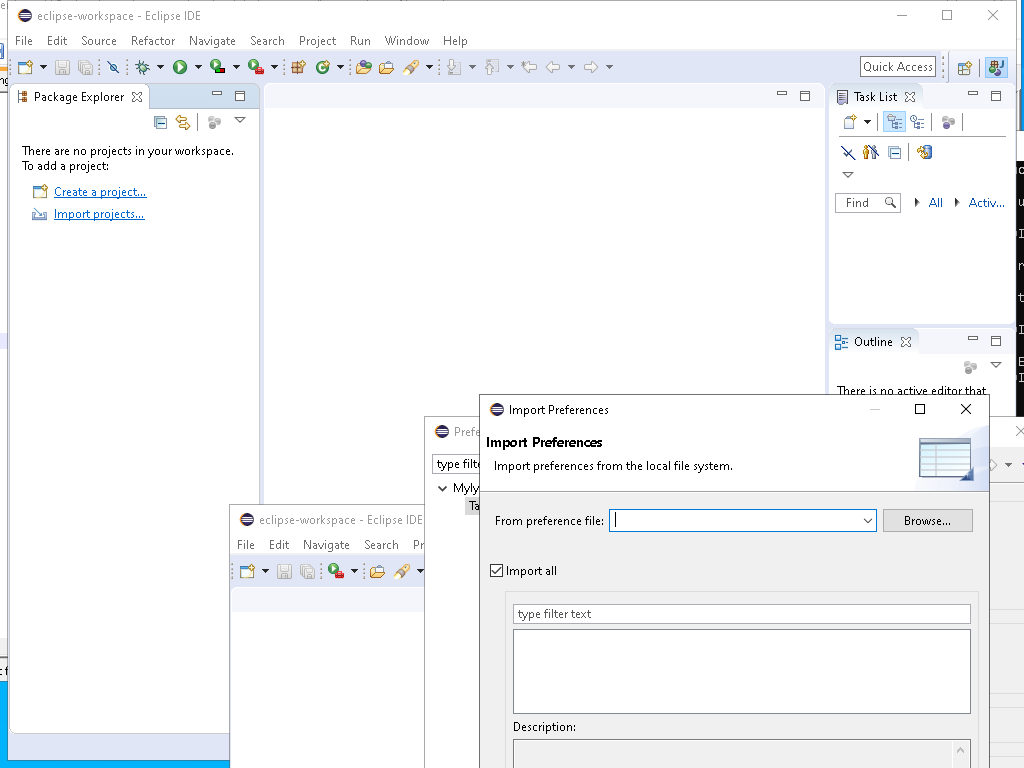 eclipse-workspace - Eclipse IDE
File Edit Source Refactor Navigate Search Project Run Window Help
Quick Access
Package Explorer
There are no projects in your workspace.
To add a project:
Create a project...
Import projects...
Task List
Find All Activ...
Outline
There is no active editor that
Import Preferences
Import Preferences
Import preferences from the local file system.
From preference file: Browse...
Import all
type filter text
Description:
Prefe
type filte
Myly
Ta
eclipse-workspace - Eclipse IDE
File Edit Navigate Search Pr